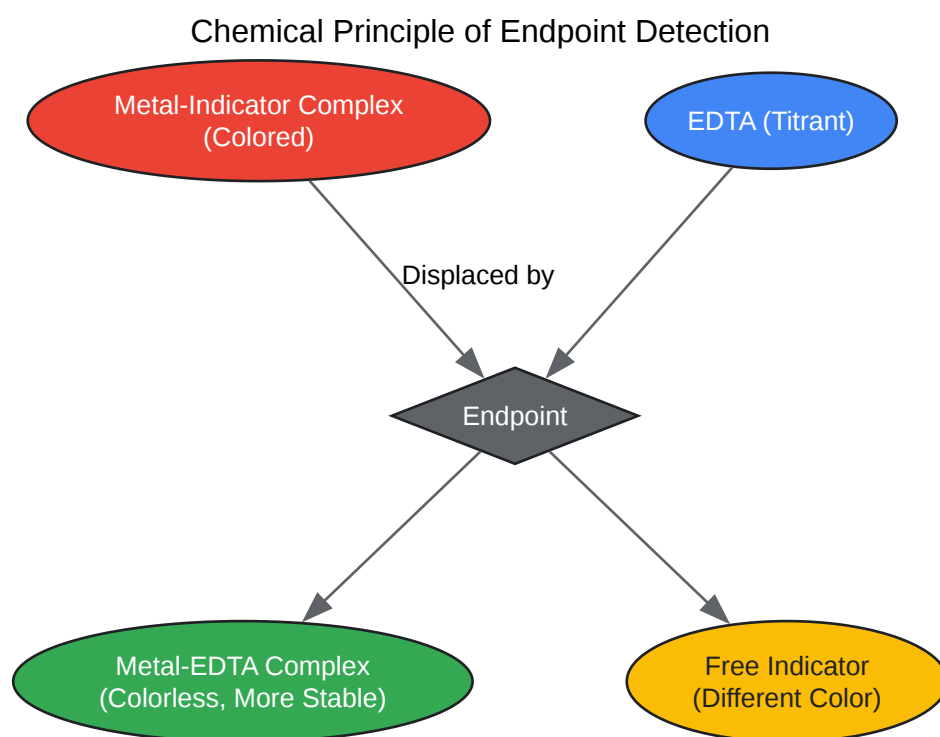 Chemical Principle of Endpoint Detection
Metal-Indicator Complex
(Colored)
EDTA (Titrant)
Displaced by
Endpoint
Metal-EDTA Complex
(Colorless, More Stable)
Free Indicator
(Different Color)